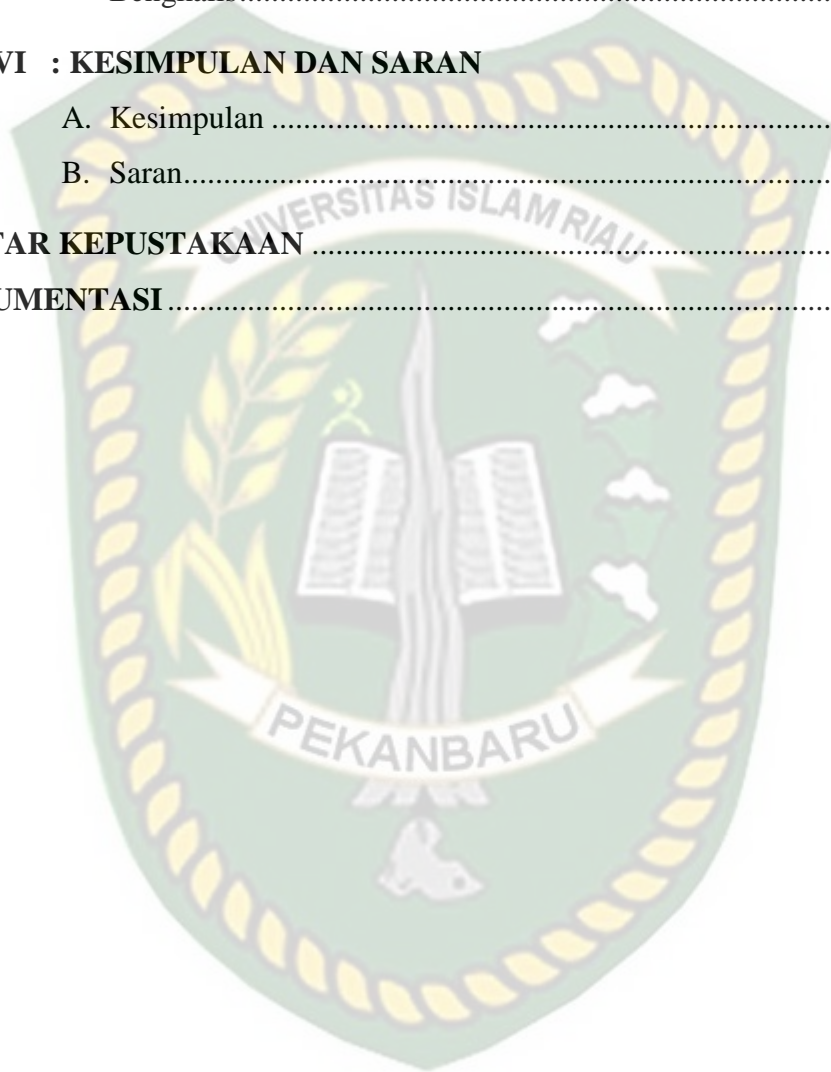 VI : KESIMPULAN DAN SARAN
A. Kesimpulan ......................................................................
B. Saran.................................................................................
UNIVERSITAS ISLAM RIAU
TAR KEPUSTAKAAN .................................................................
UMENTASI ...................................................................................
PEKANBARU